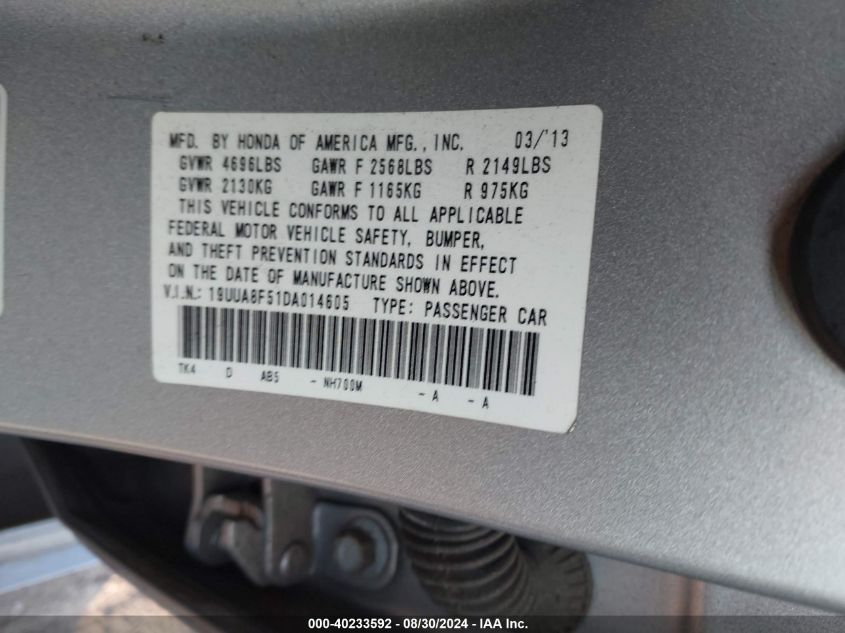 MFD. BY HONDA OF AMERICA MFG., INC. 03/'13
GVWR 4696LBS GAWR F 2568LBS R 2149LBS
GVWR 2130KG GAWR F 1165KG R 975KG
THIS VEHICLE CONFORMS TO ALL APPLICABLE
FEDERAL MOTOR VEHICLE SAFETY, BUMPER,
AND THEFT PREVENTION STANDARDS IN EFFECT
ON THE DATE OF MANUFACTURE SHOWN ABOVE.
V.I.N.: 19UUA8F51DA014605 TYPE: PASSENGER CAR
TK4 D AB5 - NH700M - A - A
000-40233592 - 08/30/2024 - IAA Inc.